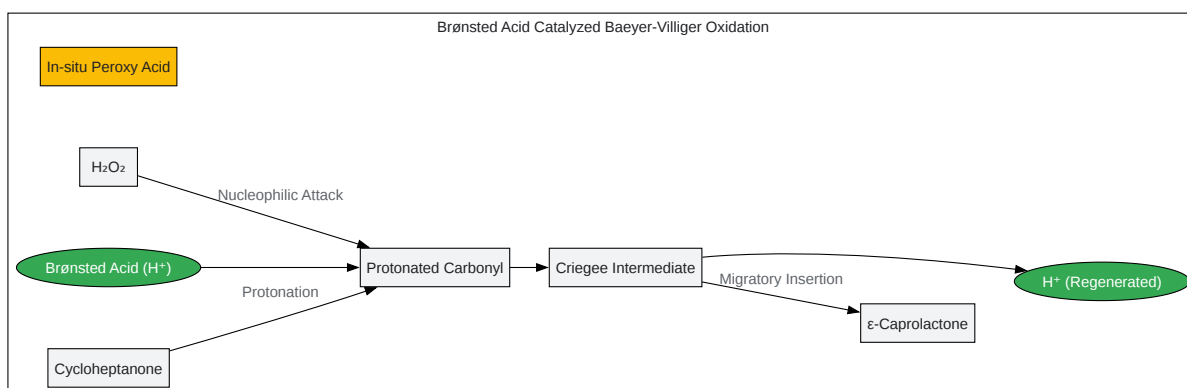 Brønsted Acid Catalyzed Baeyer-Villiger Oxidation
In-situ Peroxy Acid
H₂O₂
Nucleophilic Attack
Brønsted Acid (H⁺)
Protonated Carbonyl
Criegee Intermediate
Migratory Insertion
H⁺ (Regenerated)
Protonation
ε-Caprolactone
Cycloheptanone